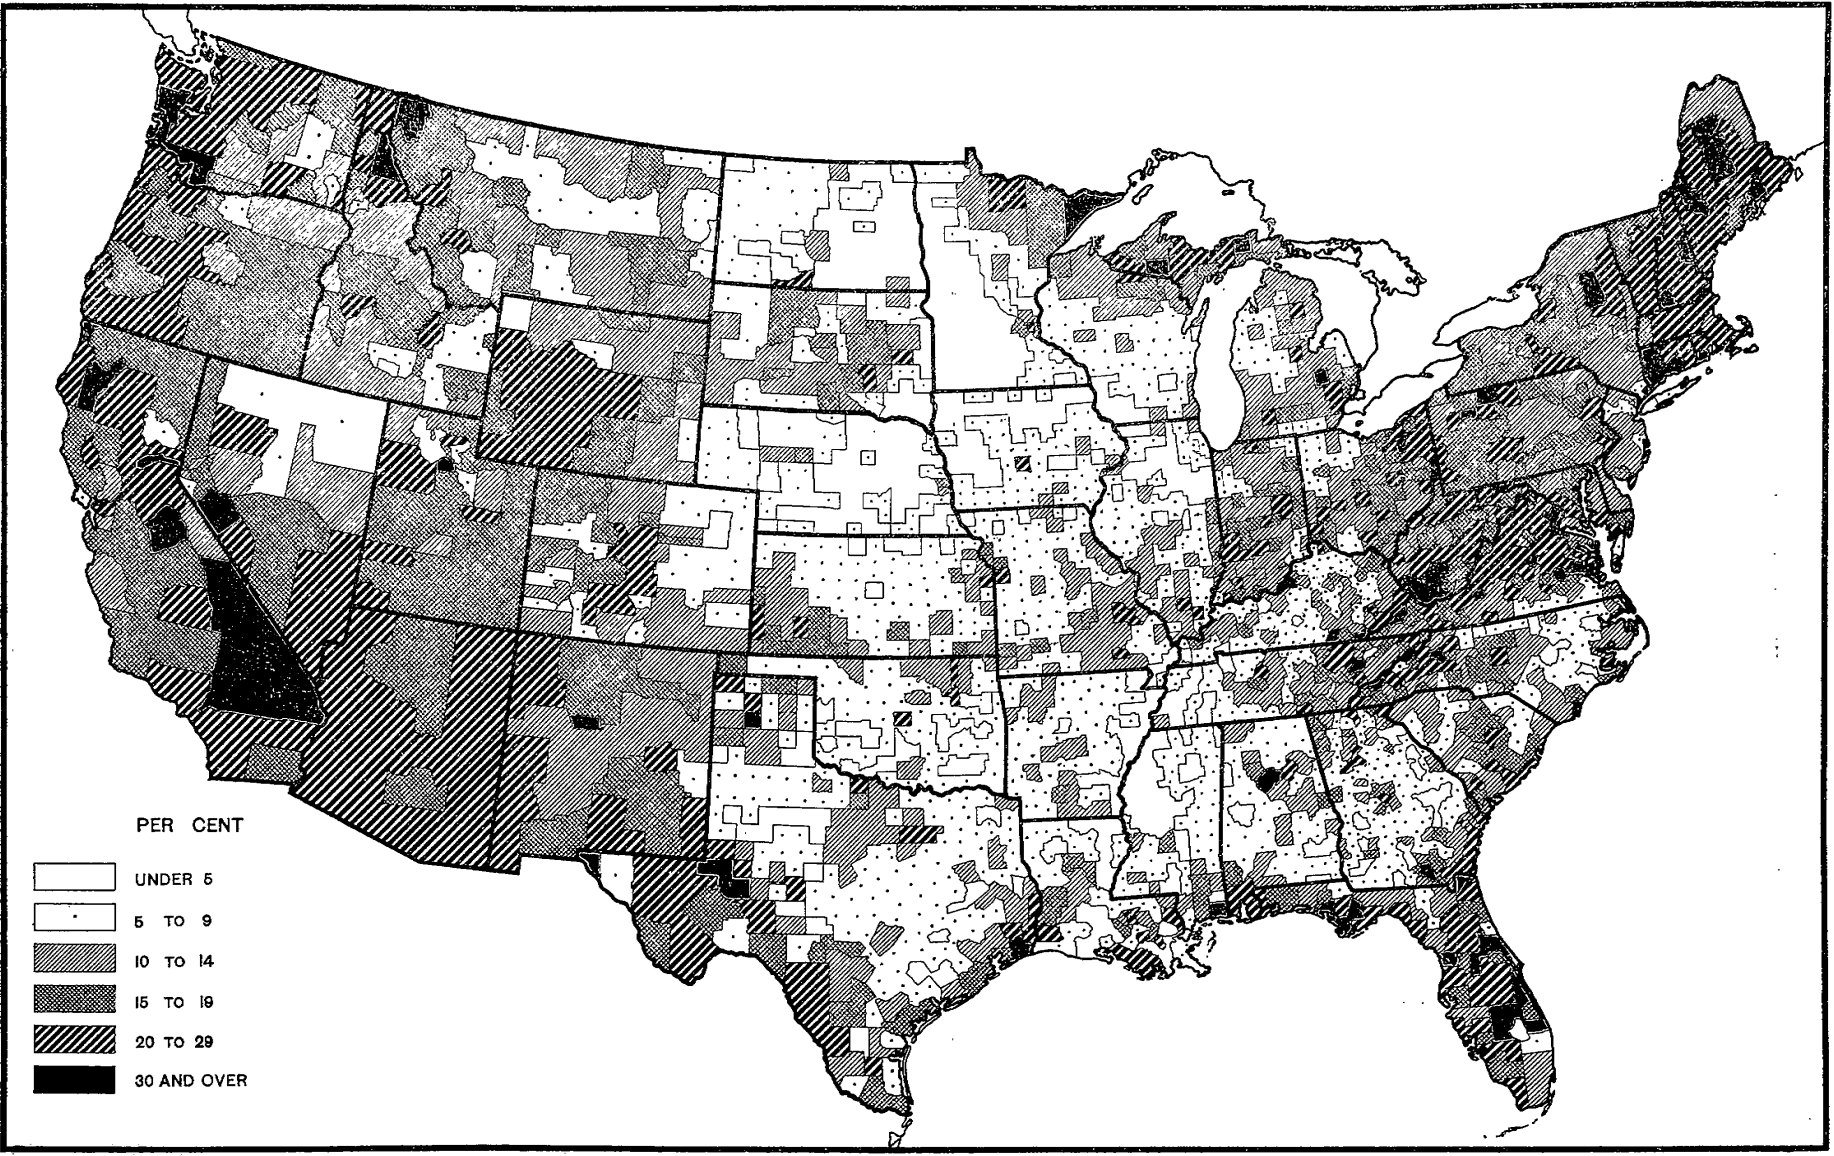 PER CENT
UNDER 5
5 TO 9
10 TO 14
15 TO 19
20 TO 29
30 AND OVER